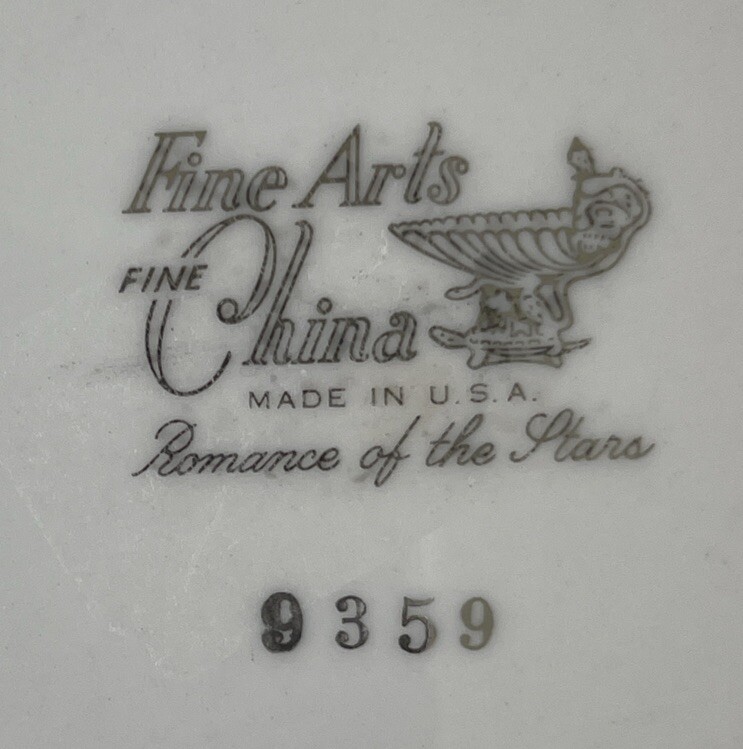 Fine Arts
FINE China
MADE IN U.S.A.
Romance of the Stars
9359